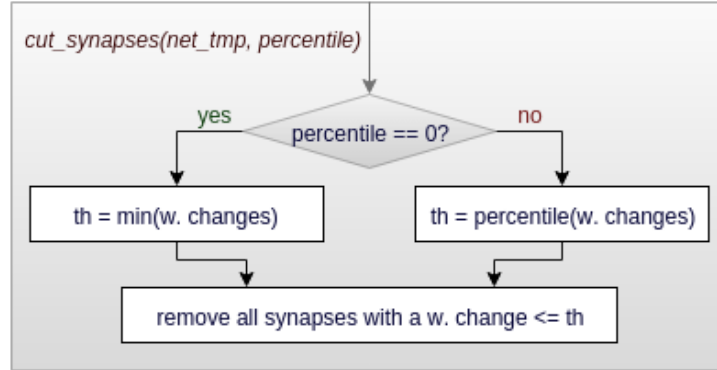 cut_synapses(net_tmp, percentile)
yes
percentile == 0?
no
th = min(w. changes)
th = percentile(w. changes)
remove all synapses with a w. change <= th